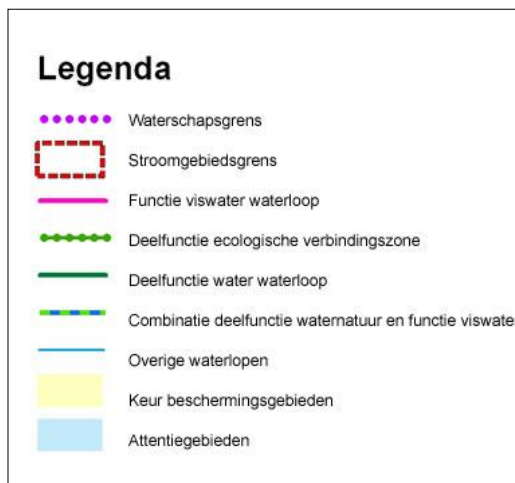 Legenda
Waterschapsgrens
Stroomgebiedsgrens
Functie viswater waterloop
Deelfunctie ecologische verbindingszone
Deelfunctie water waterloop
Combinatie deelfunctie waternatuur en functie viswate
Overige waterlopen
Keur beschermingsgebieden
Attentiegebieden